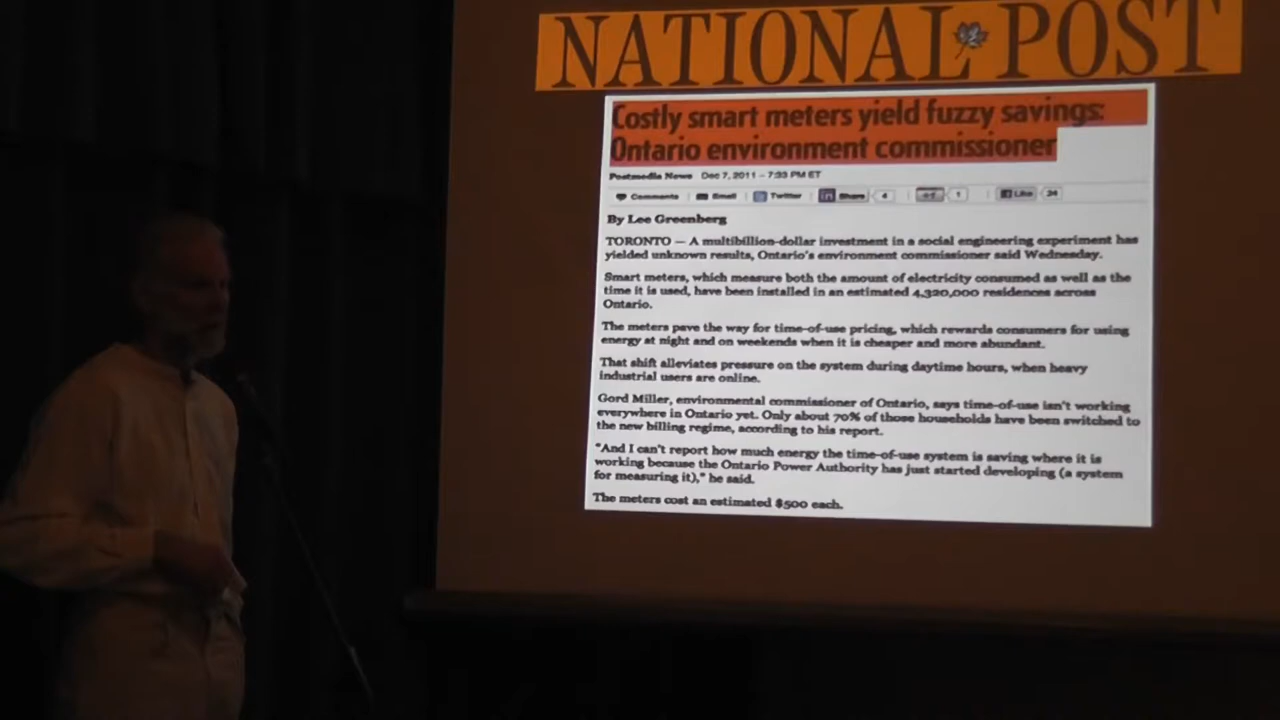 NATIONAL POST
Costly smart meters yield fuzzy savings:
Ontario environment commissioner
Postmedia News Dec 7, 2011 – 7:33 PM ET
Comments Email Twitter Share 4 1 Like 24
By Lee Greenberg
TORONTO — A multibillion-dollar investment in a social engineering experiment has
yielded unknown results, Ontario's environment commissioner said Wednesday.
Smart meters, which measure both the amount of electricity consumed as well as the
time it is used, have been installed in an estimated 4,320,000 residences across
Ontario.
The meters pave the way for time-of-use pricing, which rewards consumers for using
energy at night and on weekends when it is cheaper and more abundant.
That shift alleviates pressure on the system during daytime hours, when heavy
industrial users are online.
Gord Miller, environmental commissioner of Ontario, says time-of-use isn't working
everywhere in Ontario yet. Only about 70% of those households have been switched to
the new billing regime, according to his report.
"And I can't report how much energy the time-of-use system is saving where it is
working because the Ontario Power Authority has just started developing (a system
for measuring it)," he said.
The meters cost an estimated $500 each.